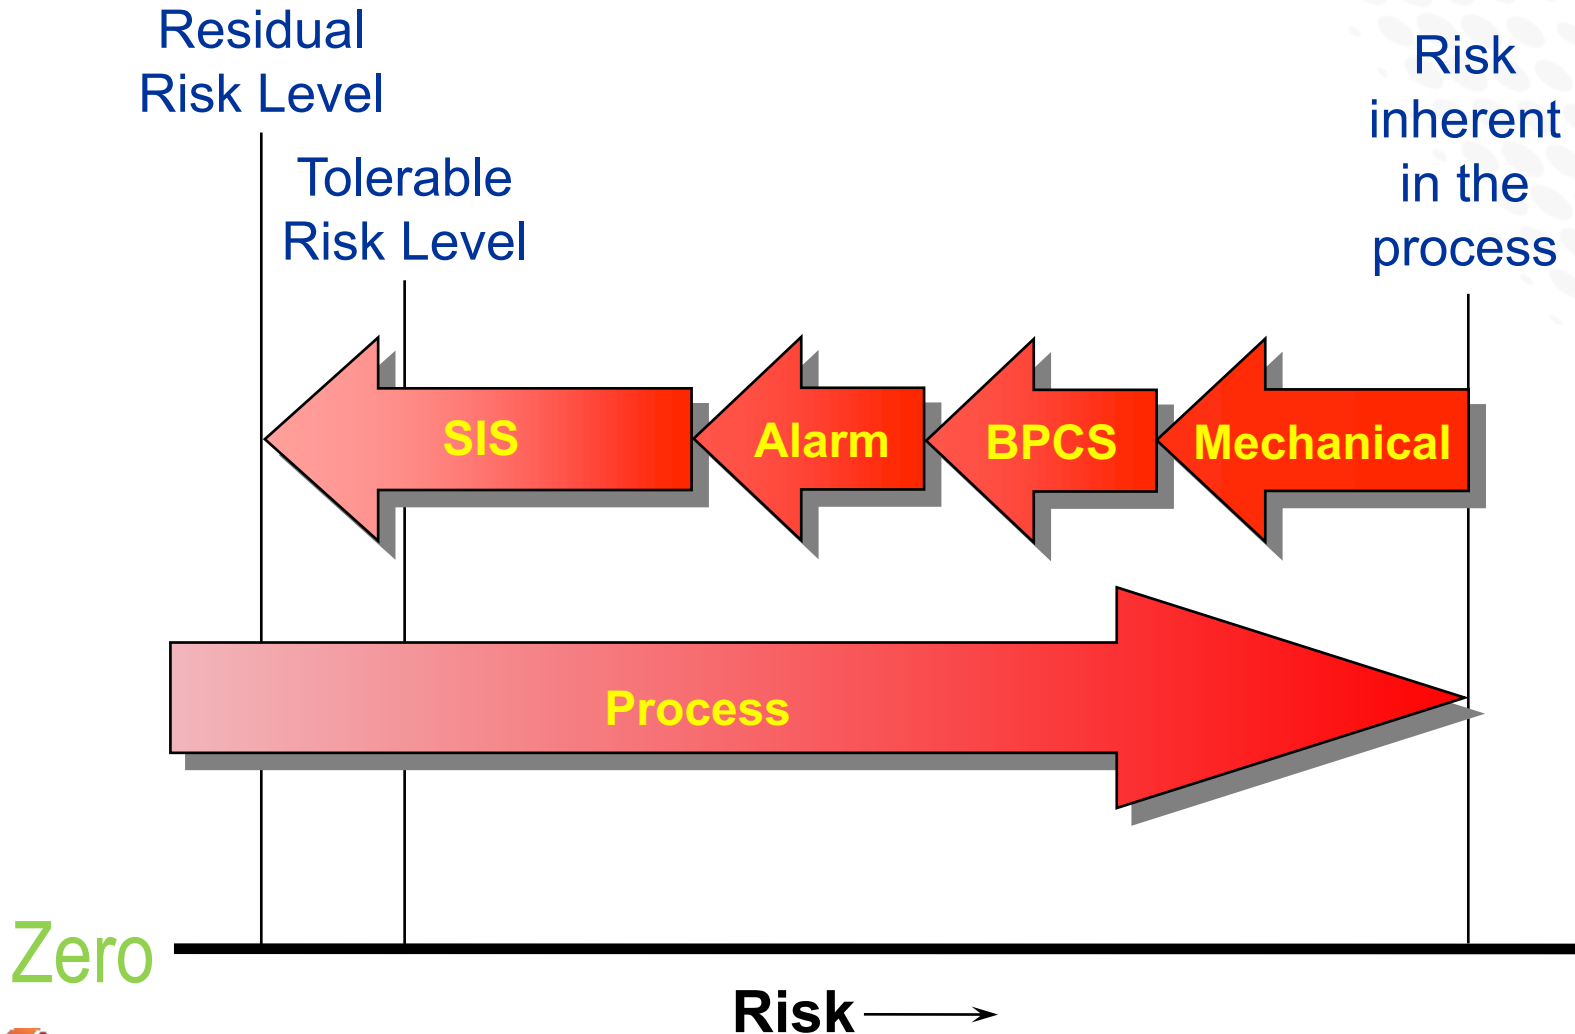 Residual
Risk Level
Tolerable
Risk Level
Risk
inherent
in the
process
SIS
Alarm
BPCS
Mechanical
Process
Zero
Risk